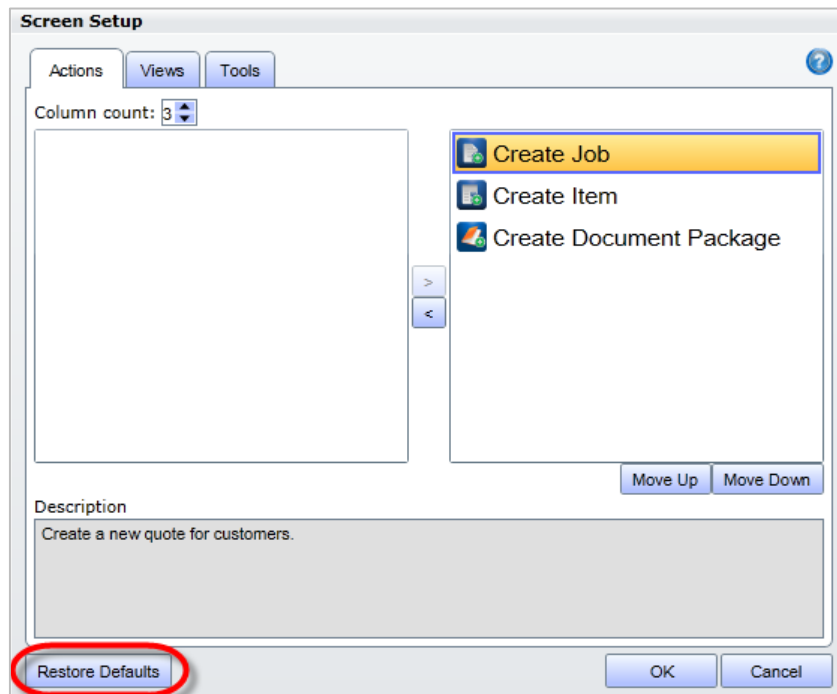 Screen Setup
Actions Views Tools
Column count: 3
Create Job
Create Item
Create Document Package
>
<
Move Up Move Down
Description
Create a new quote for customers.
Restore Defaults OK Cancel